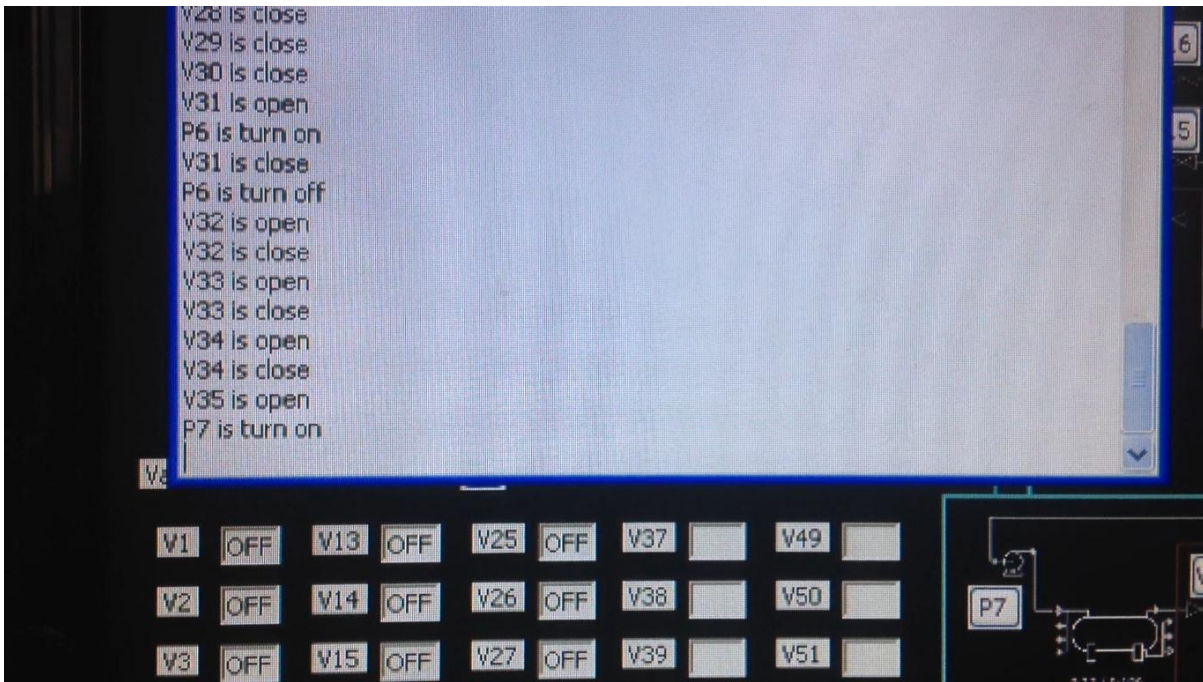 V28 is close
V29 is close
V30 is close
V31 is open
P6 is turn on
V31 is close
P6 is turn off
V32 is open
V32 is close
V33 is open
V33 is close
V34 is open
V34 is close
V35 is open
P7 is turn on
V1 OFF V13 OFF V25 OFF V37 V49
V2 OFF V14 OFF V26 OFF V38 V50
V3 OFF V15 OFF V27 OFF V39 V51
P7